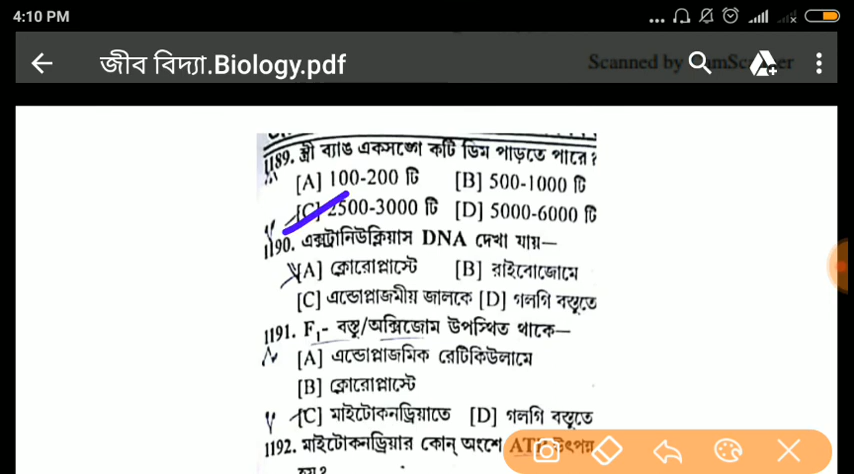 4:10 PM
জীব বিদ্যা.Biology.pdf
Scanned by
1189. স্ত্রী ব্যাঙ একসঙ্গে কটি ডিম পাড়তে পারে?
[A] 100-200 টি [B] 500-1000 টি
[C] 2500-3000 টি [D] 5000-6000 টি
1190. এক্সট্রানিউক্লিয়াস DNA দেখা যায়—
[A] ক্লোরোপ্লাস্টে [B] রাইবোজোমে
[C] এন্ডোপ্লাজমীয় জালকে [D] গলগি বস্তুতে
1191. F₁- বস্তু/অক্সিজোম উপস্থিত থাকে—
[A] এন্ডোপ্লাজমিক রেটিকিউলামে
[B] ক্লোরোপ্লাস্টে
[C] মাইটোকনড্রিয়াতে [D] গলগি বস্তুতে
1192. মাইটোকনড্রিয়ার কোন্ অংশে ATP উৎপন্ন
হয়?